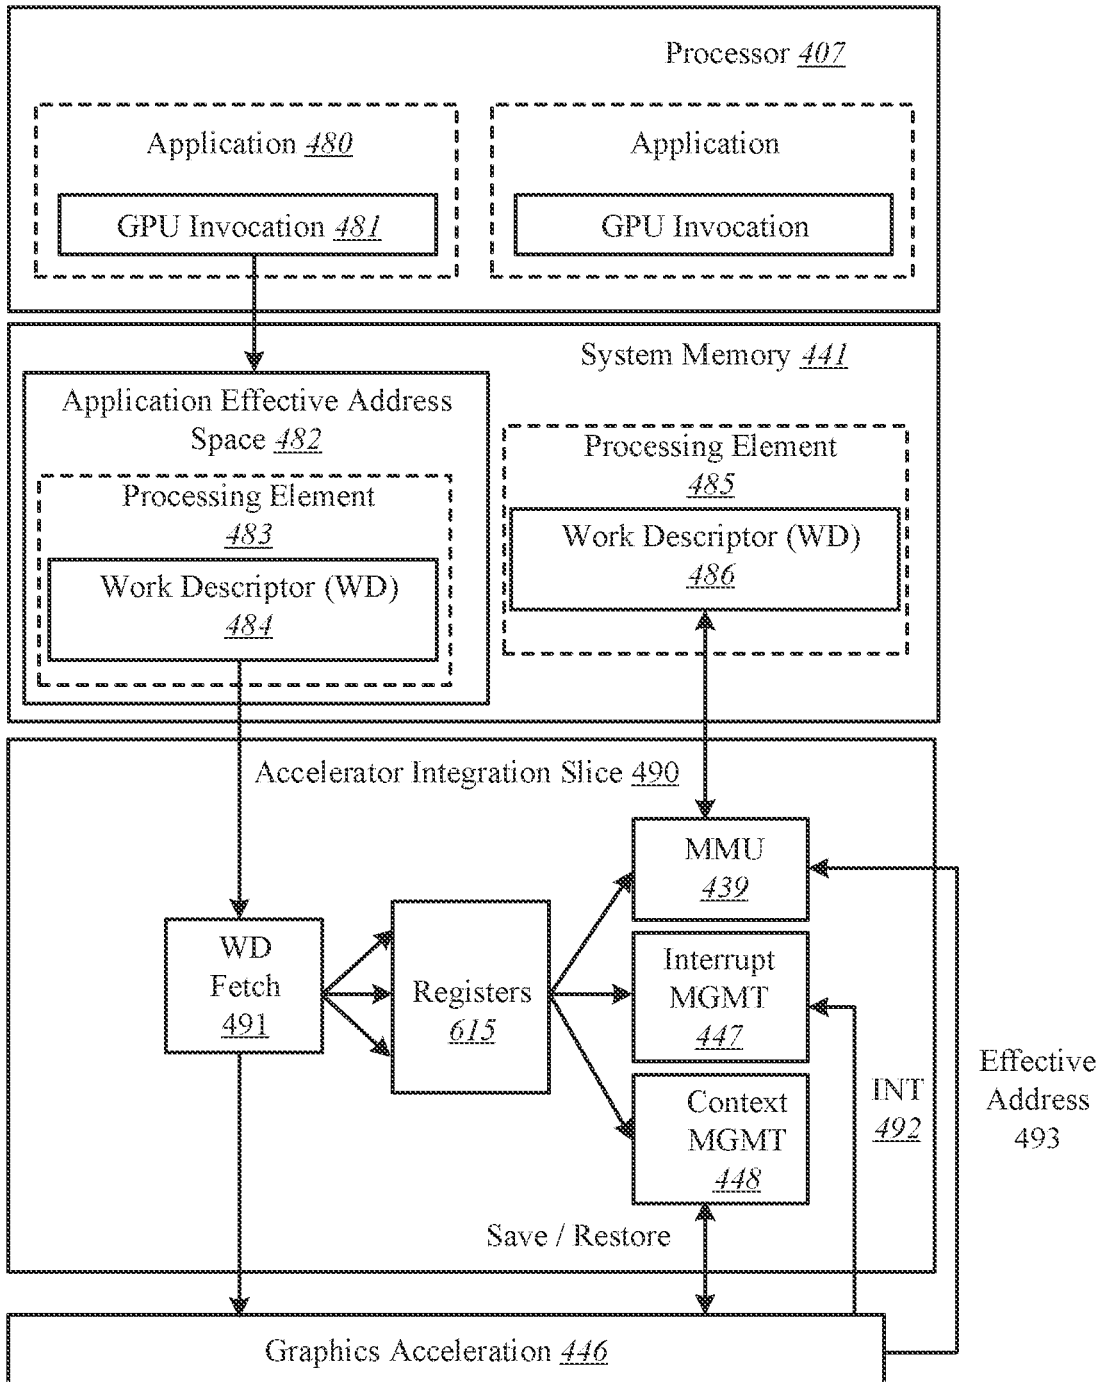 Processor 407
Application 480
GPU Invocation 481
Application
GPU Invocation
System Memory 441
Application Effective Address
Space 482
Processing Element
483
Work Descriptor (WD)
484
Processing Element
485
Work Descriptor (WD)
486
Accelerator Integration Slice 490
WD
Fetch
491
Registers
615
MMU
439
Interrupt
MGMT
447
Context
MGMT
448
INT
492
Effective
Address
493
Save / Restore
Graphics Acceleration 446